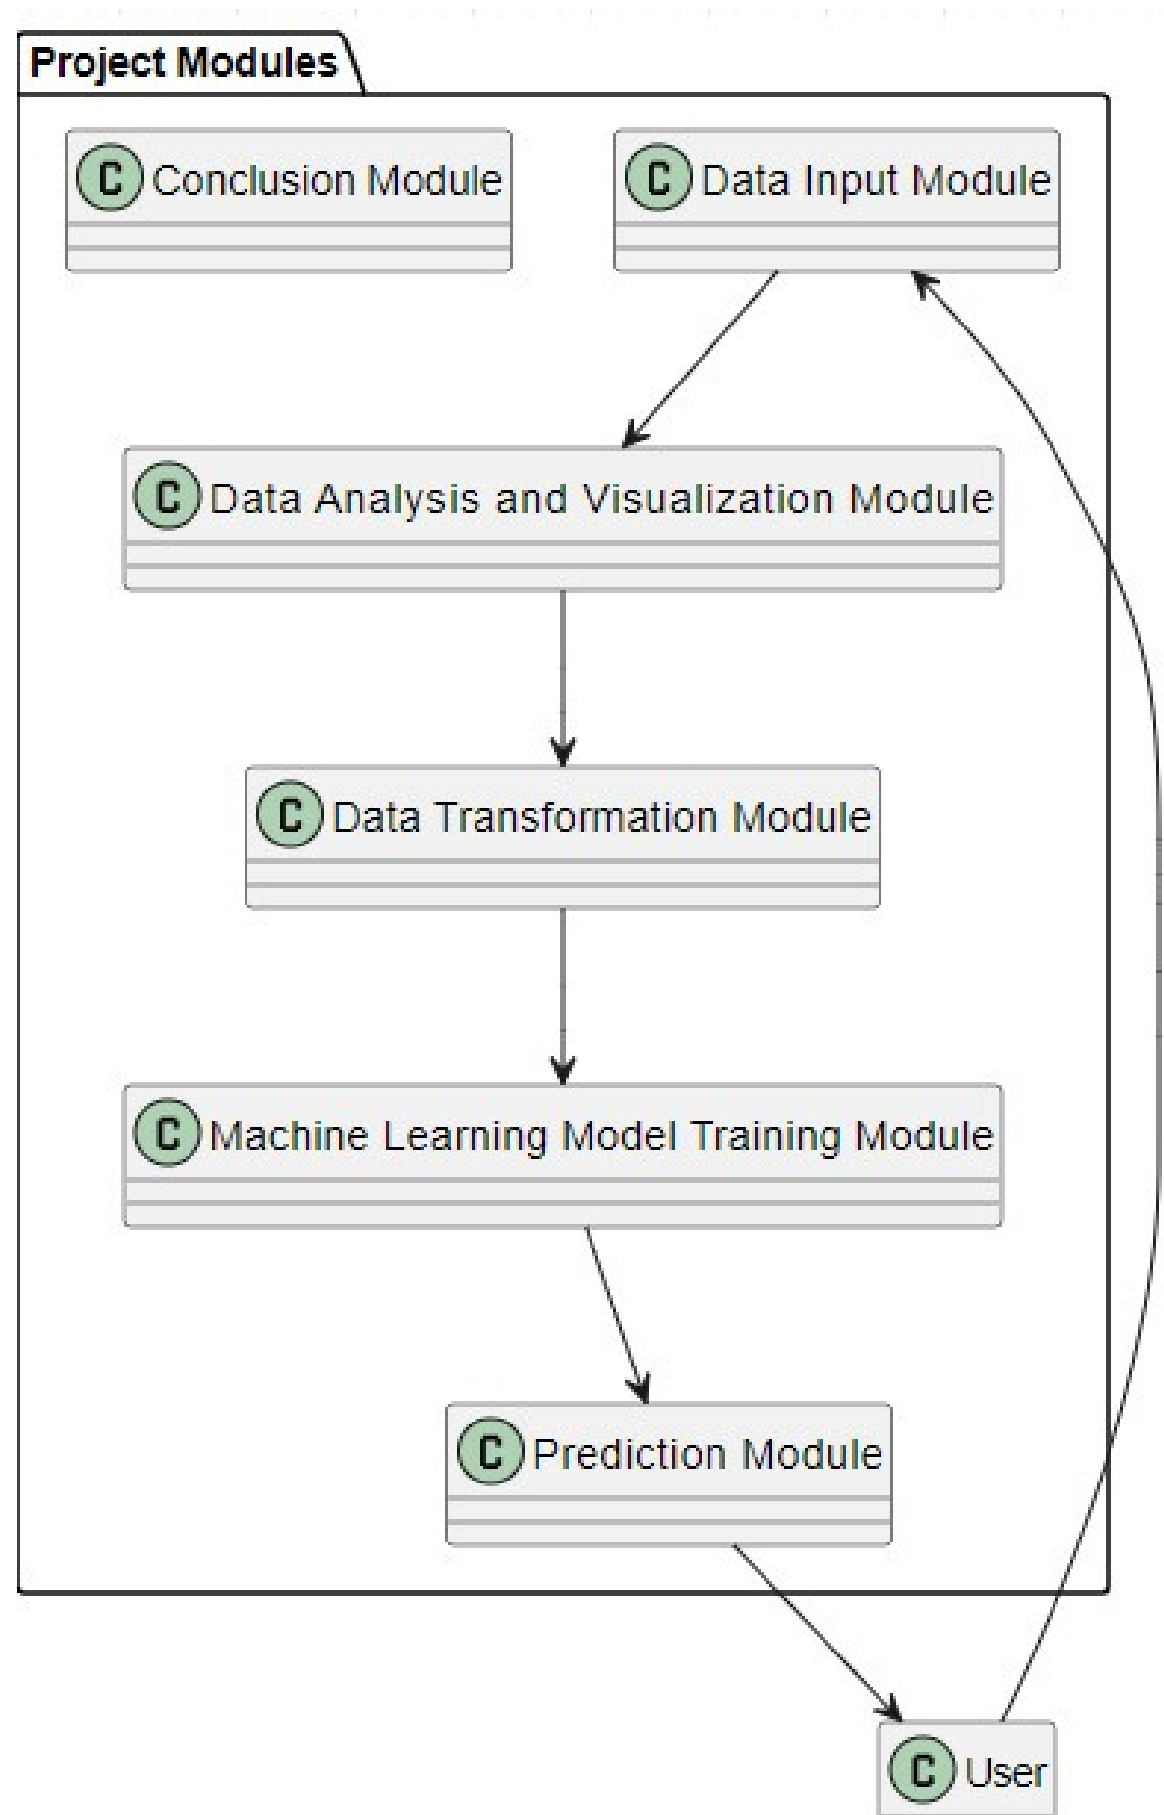 Project Modules
C Conclusion Module
C Data Input Module
C Data Analysis and Visualization Module
C Data Transformation Module
C Machine Learning Model Training Module
C Prediction Module
C User